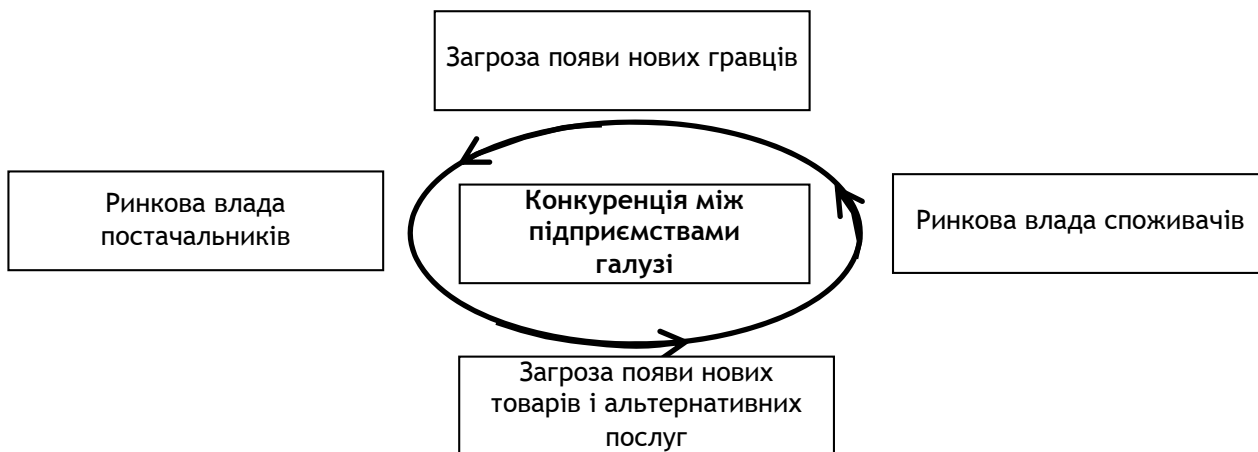 Загроза появи нових гравців
Ринкова влада
постачальників
Конкуренція між
підприємствами
галузі
Ринкова влада споживачів
Загроза появи нових
товарів і альтернативних
послуг